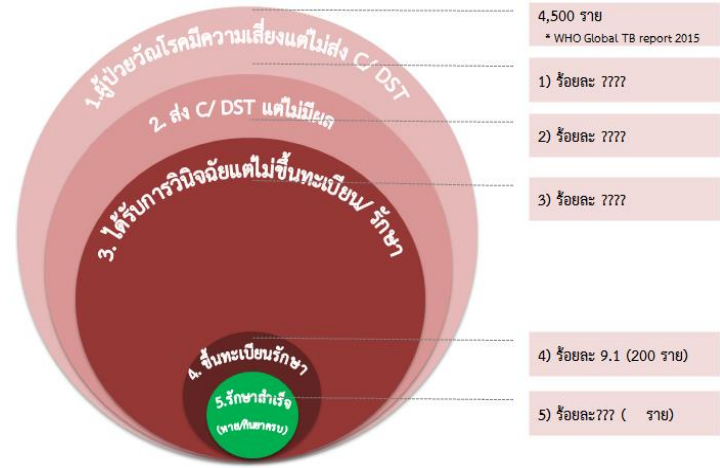 1.ผู้ป่วยวัณโรคมีความเสี่ยงแต่ไม่ส่ง C/ DST
2. ส่ง C/ DST แต่ไม่มีผล
3. ได้รับการวินิจฉัยแต่ไม่ขึ้นทะเบียน/ รักษา
4. ขึ้นทะเบียนรักษา
5.รักษาสำเร็จ
(หาย/กินยาครบ)
4,500 ราย
* WHO Global TB report 2015
1) ร้อยละ ????
2) ร้อยละ ????
3) ร้อยละ ????
4) ร้อยละ 9.1 (200 ราย)
5) ร้อยละ??? ( ราย)